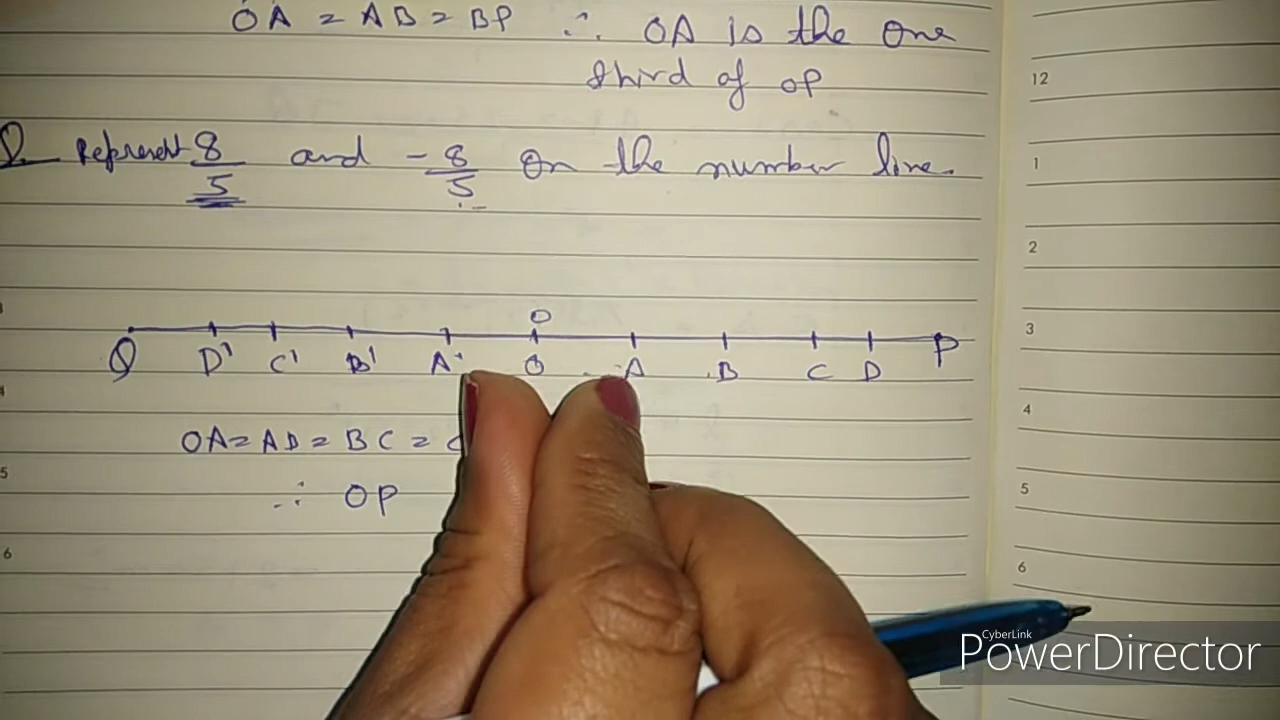 OA = AB = BP ∴ OA is the one
third of OP
12
Q. Represent 8/5 and -8/5 on the number line.
1
2
O
3
Q D' C' B' A' O A B C D P
4
OA = AB = BC =
5
∴ OP
5
6
6
CyberLink
PowerDirector